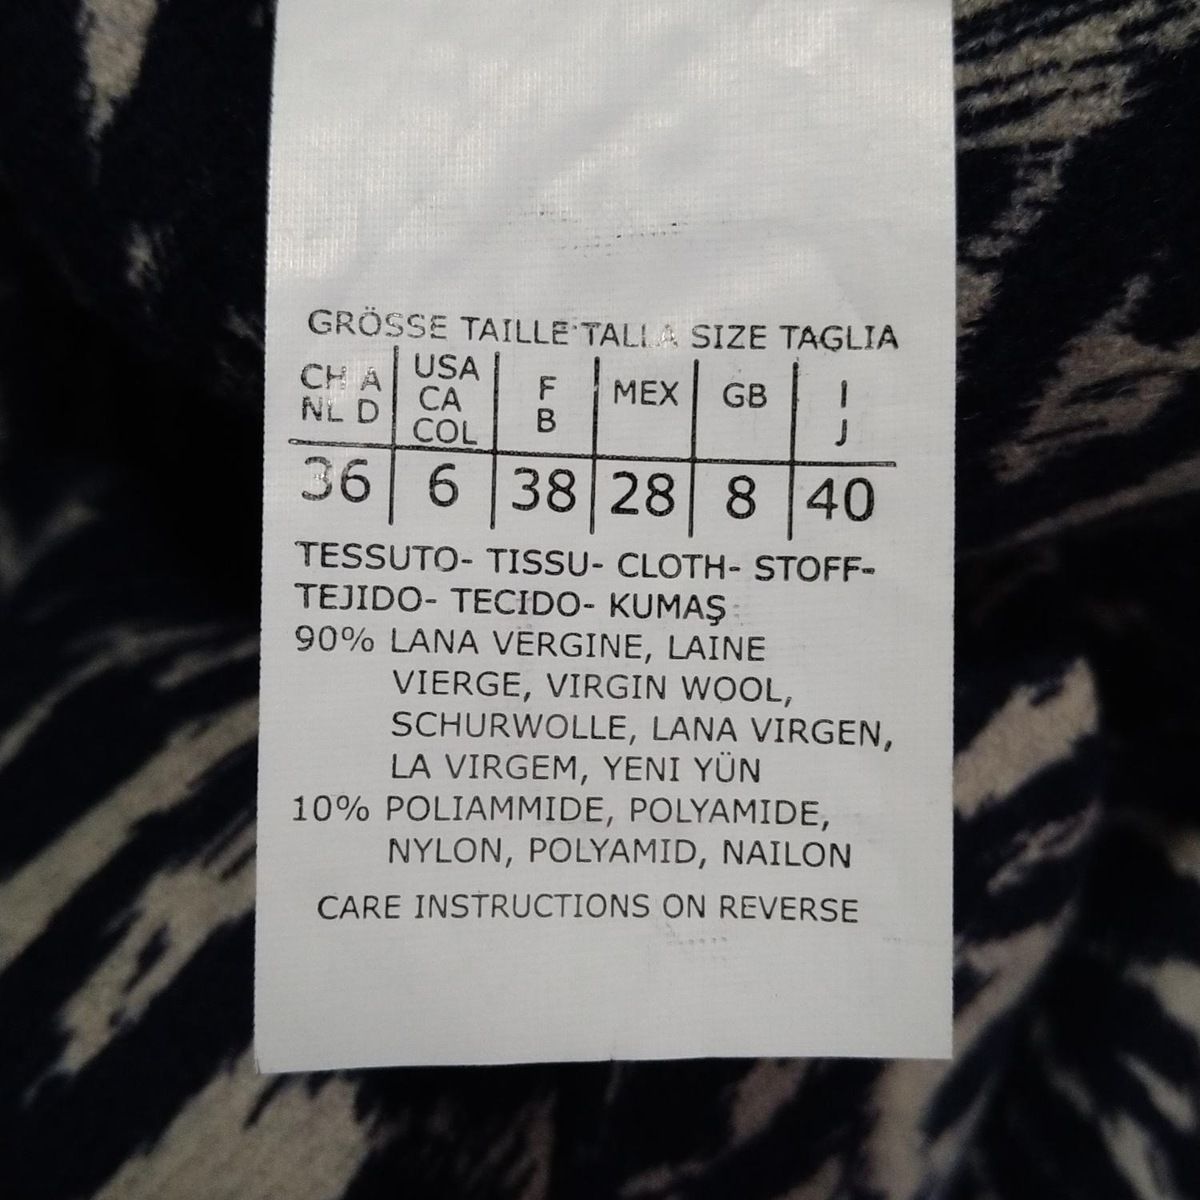 GRÖSSE TAILLE TALLA SIZE TAGLIA
CH A NL D | USA CA COL | F B | MEX | GB | I J
36 | 6 | 38 | 28 | 8 | 40
TESSUTO- TISSU- CLOTH- STOFF-
TEJIDO- TECIDO- KUMAŞ
90% LANA VERGINE, LAINE
VIERGE, VIRGIN WOOL,
SCHURWOLLE, LANA VIRGEN,
LA VIRGEM, YENI YÜN
10% POLIAMMIDE, POLYAMIDE,
NYLON, POLYAMID, NAILON
CARE INSTRUCTIONS ON REVERSE